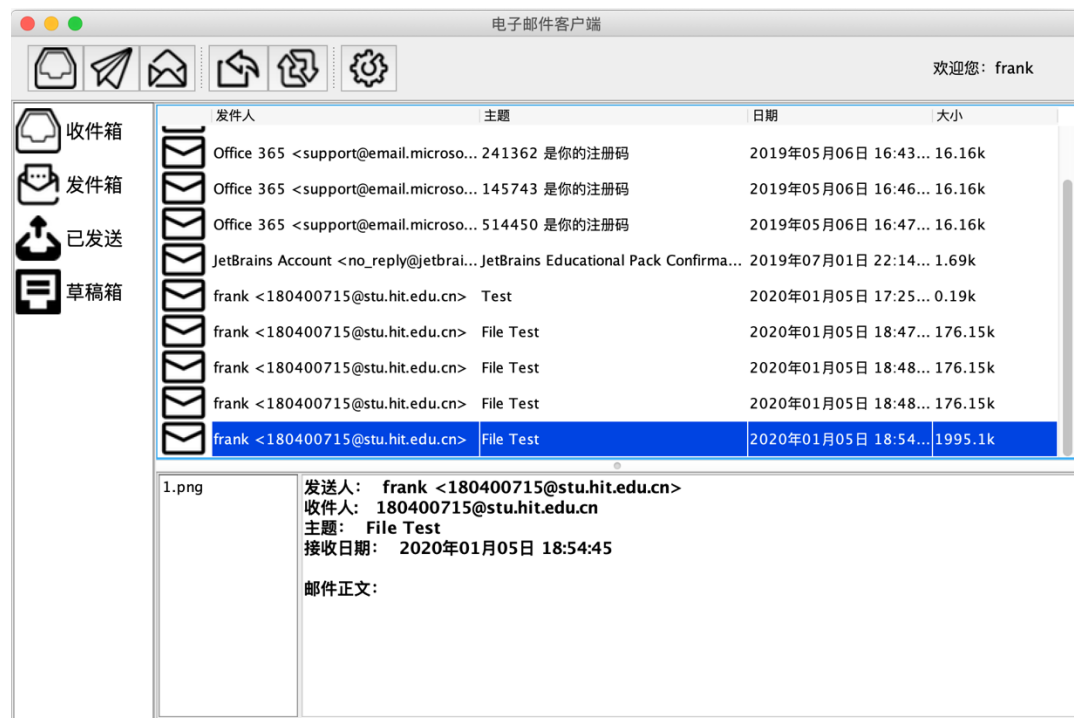 电子邮件客户端
欢迎您：frank
收件箱
发件箱
已发送
草稿箱
发件人 主题 日期 大小
Office 365 <support@email.microso... 241362 是你的注册码 2019年05月06日 16:43... 16.16k
Office 365 <support@email.microso... 145743 是你的注册码 2019年05月06日 16:46... 16.16k
Office 365 <support@email.microso... 514450 是你的注册码 2019年05月06日 16:47... 16.16k
JetBrains Account <no_reply@jetbrai... JetBrains Educational Pack Confirma... 2019年07月01日 22:14... 1.69k
frank <180400715@stu.hit.edu.cn> Test 2020年01月05日 17:25... 0.19k
frank <180400715@stu.hit.edu.cn> File Test 2020年01月05日 18:47... 176.15k
frank <180400715@stu.hit.edu.cn> File Test 2020年01月05日 18:48... 176.15k
frank <180400715@stu.hit.edu.cn> File Test 2020年01月05日 18:48... 176.15k
frank <180400715@stu.hit.edu.cn> File Test 2020年01月05日 18:54... 1995.1k
1.png
发送人： frank <180400715@stu.hit.edu.cn>
收件人: 180400715@stu.hit.edu.cn
主题： File Test
接收日期： 2020年01月05日 18:54:45
邮件正文：